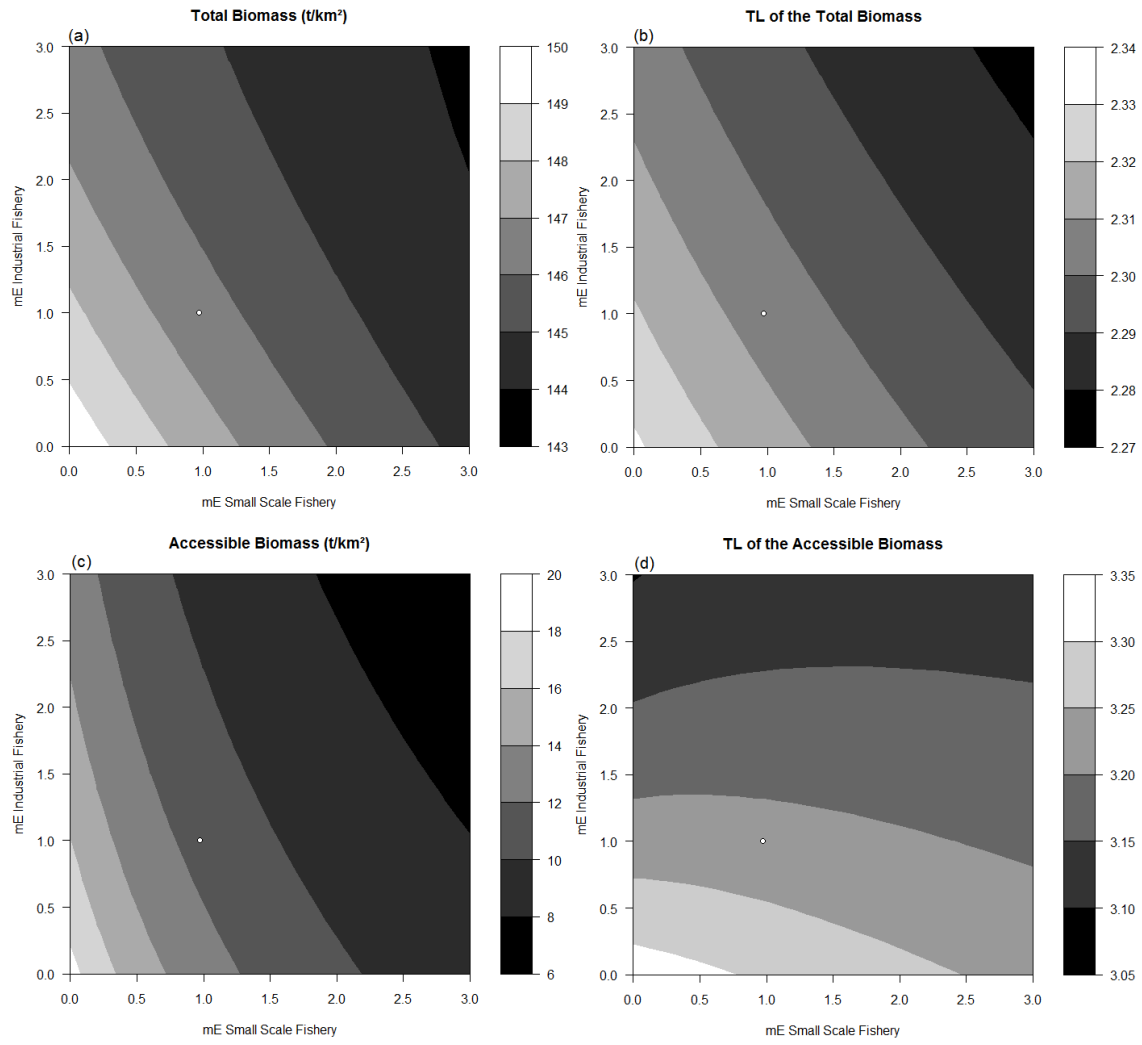 Total Biomass (t/km²)
(a)
3.0
2.5
2.0
1.5
1.0
0.5
0.0
mE Industrial Fishery
0.0 0.5 1.0 1.5 2.0 2.5 3.0
mE Small Scale Fishery
150
149
148
147
146
145
144
143
TL of the Total Biomass
(b)
3.0
2.5
2.0
1.5
1.0
0.5
0.0
mE Industrial Fishery
0.0 0.5 1.0 1.5 2.0 2.5 3.0
mE Small Scale Fishery
2.34
2.33
2.32
2.31
2.30
2.29
2.28
2.27
Accessible Biomass (t/km²)
(c)
3.0
2.5
2.0
1.5
1.0
0.5
0.0
mE Industrial Fishery
0.0 0.5 1.0 1.5 2.0 2.5 3.0
mE Small Scale Fishery
20
18
16
14
12
10
8
6
TL of the Accessible Biomass
(d)
3.0
2.5
2.0
1.5
1.0
0.5
0.0
mE Industrial Fishery
0.0 0.5 1.0 1.5 2.0 2.5 3.0
mE Small Scale Fishery
3.35
3.30
3.25
3.20
3.15
3.10
3.05